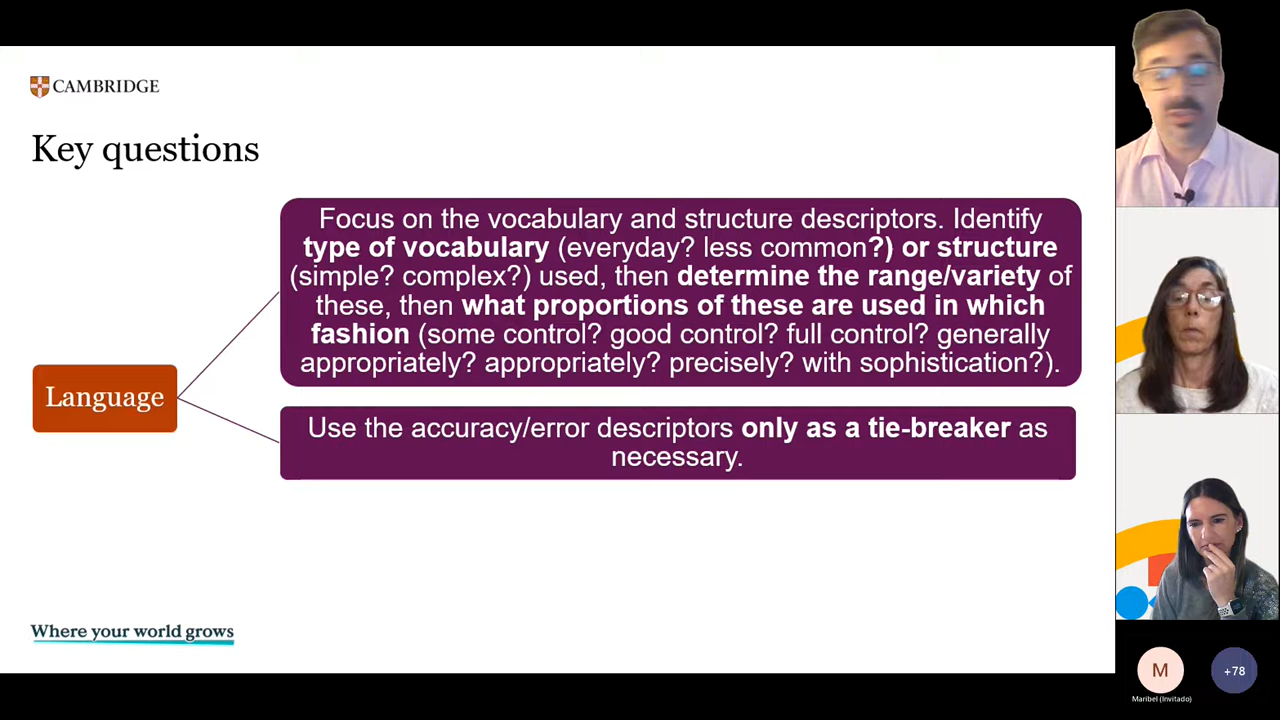 CAMBRIDGE
Key questions
Focus on the vocabulary and structure descriptors. Identify
type of vocabulary (everyday? less common?) or structure
(simple? complex?) used, then determine the range/variety of
these, then what proportions of these are used in which
fashion (some control? good control? full control? generally
appropriately? appropriately? precisely? with sophistication?).
Language
Use the accuracy/error descriptors only as a tie-breaker as
necessary.
Where your world grows
M
+78
Maribel (Invitado)